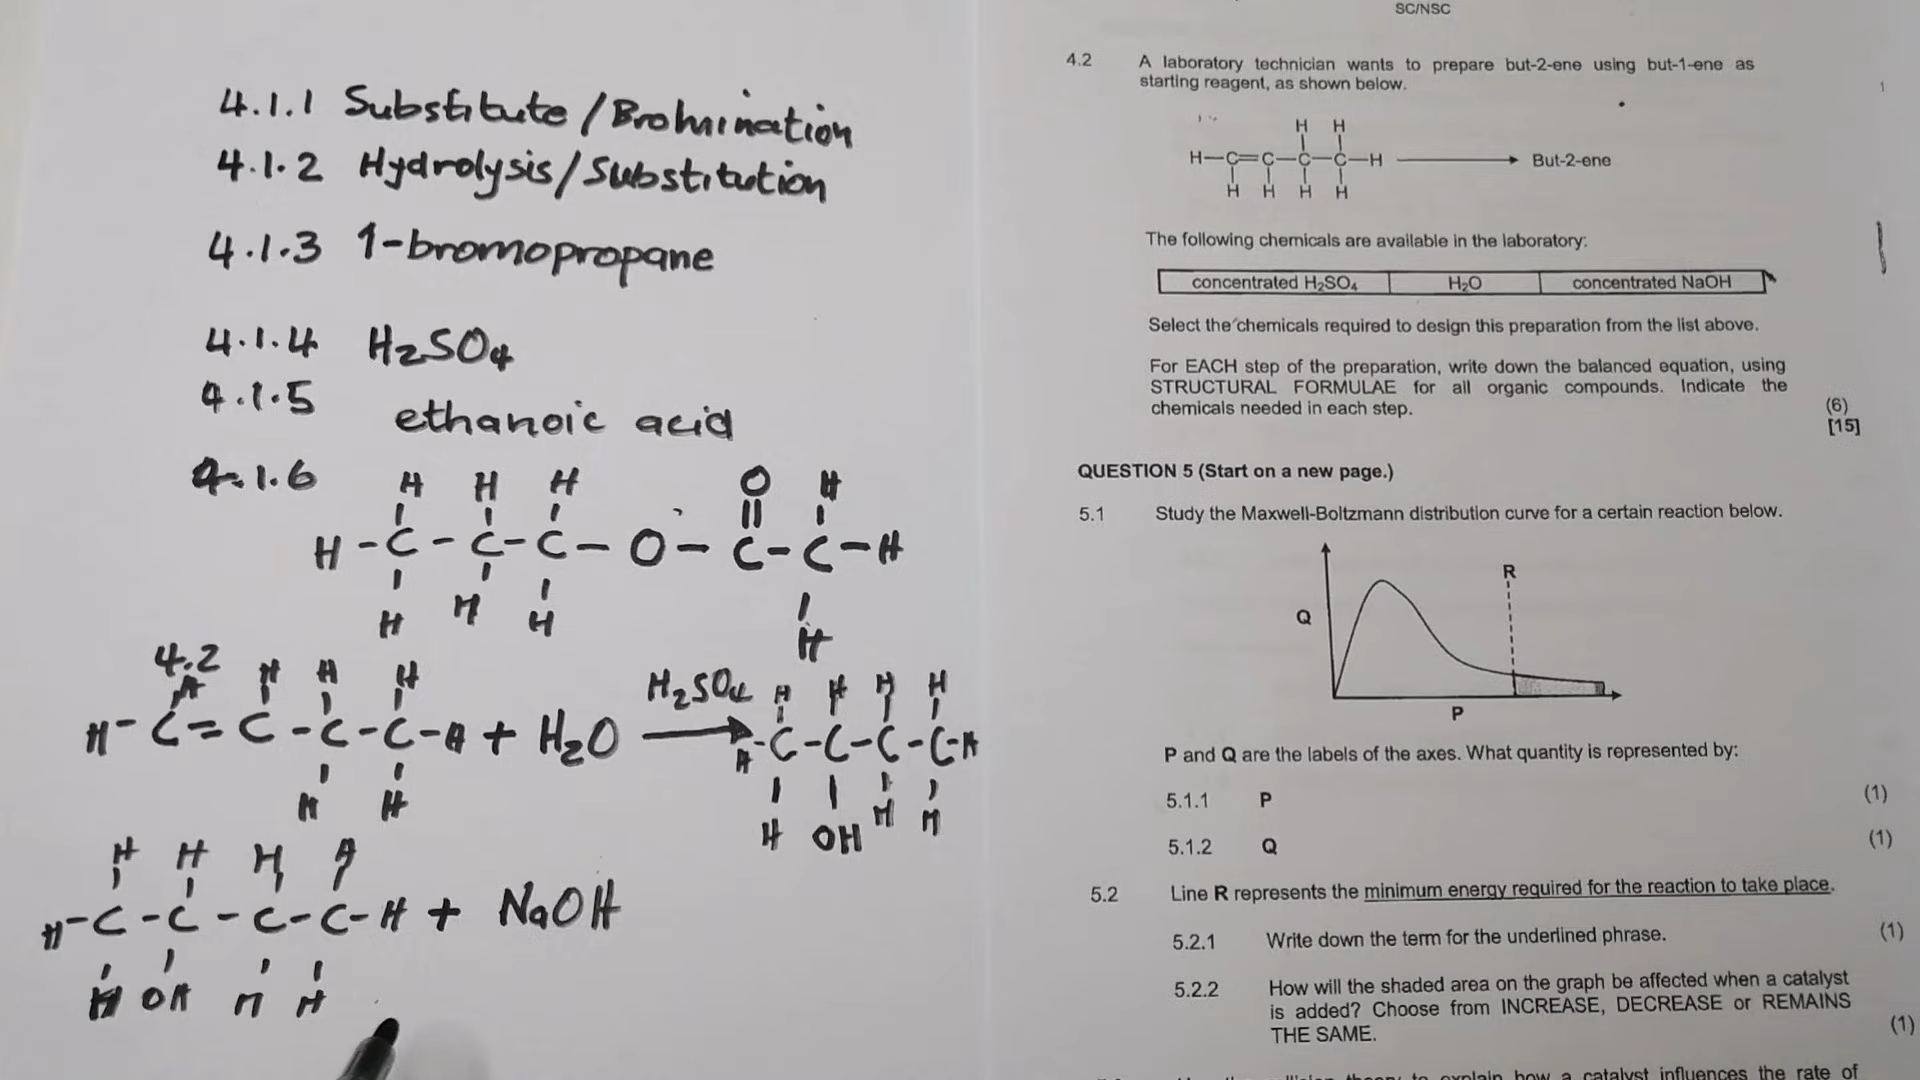 4.1.1 Substitute/Bromination
4.1.2 Hydrolysis/Substitution
4.1.3 1-bromopropane
4.1.4 H₂SO₄
4.1.5 ethanoic acid
4.1.6
H H H O H
H-C-C-C-O-C-C-H
H H H H
4.2
H H H H
H-C=C-C-C-H + H₂O H₂SO₄ → H-C-C-C-C-H
H H
H H H H
H OH H H
H H H H
H-C-C-C-C-H + NaOH
H OH H H
SC/NSC
4.2 A laboratory technician wants to prepare but-2-ene using but-1-ene as
starting reagent, as shown below.
H H
H—C=C—C—C—H → But-2-ene
H H H H
The following chemicals are available in the laboratory:
concentrated H₂SO₄ H₂O concentrated NaOH
Select the chemicals required to design this preparation from the list above.
For EACH step of the preparation, write down the balanced equation, using
STRUCTURAL FORMULAE for all organic compounds. Indicate the
chemicals needed in each step. (6)
[15]
QUESTION 5 (Start on a new page.)
5.1 Study the Maxwell-Boltzmann distribution curve for a certain reaction below.
R
Q
P
P and Q are the labels of the axes. What quantity is represented by:
5.1.1 P (1)
5.1.2 Q (1)
5.2 Line R represents the minimum energy required for the reaction to take place.
5.2.1 Write down the term for the underlined phrase. (1)
5.2.2 How will the shaded area on the graph be affected when a catalyst
is added? Choose from INCREASE, DECREASE or REMAINS
THE SAME. (1)
to explain how a catalyst influences the rate of